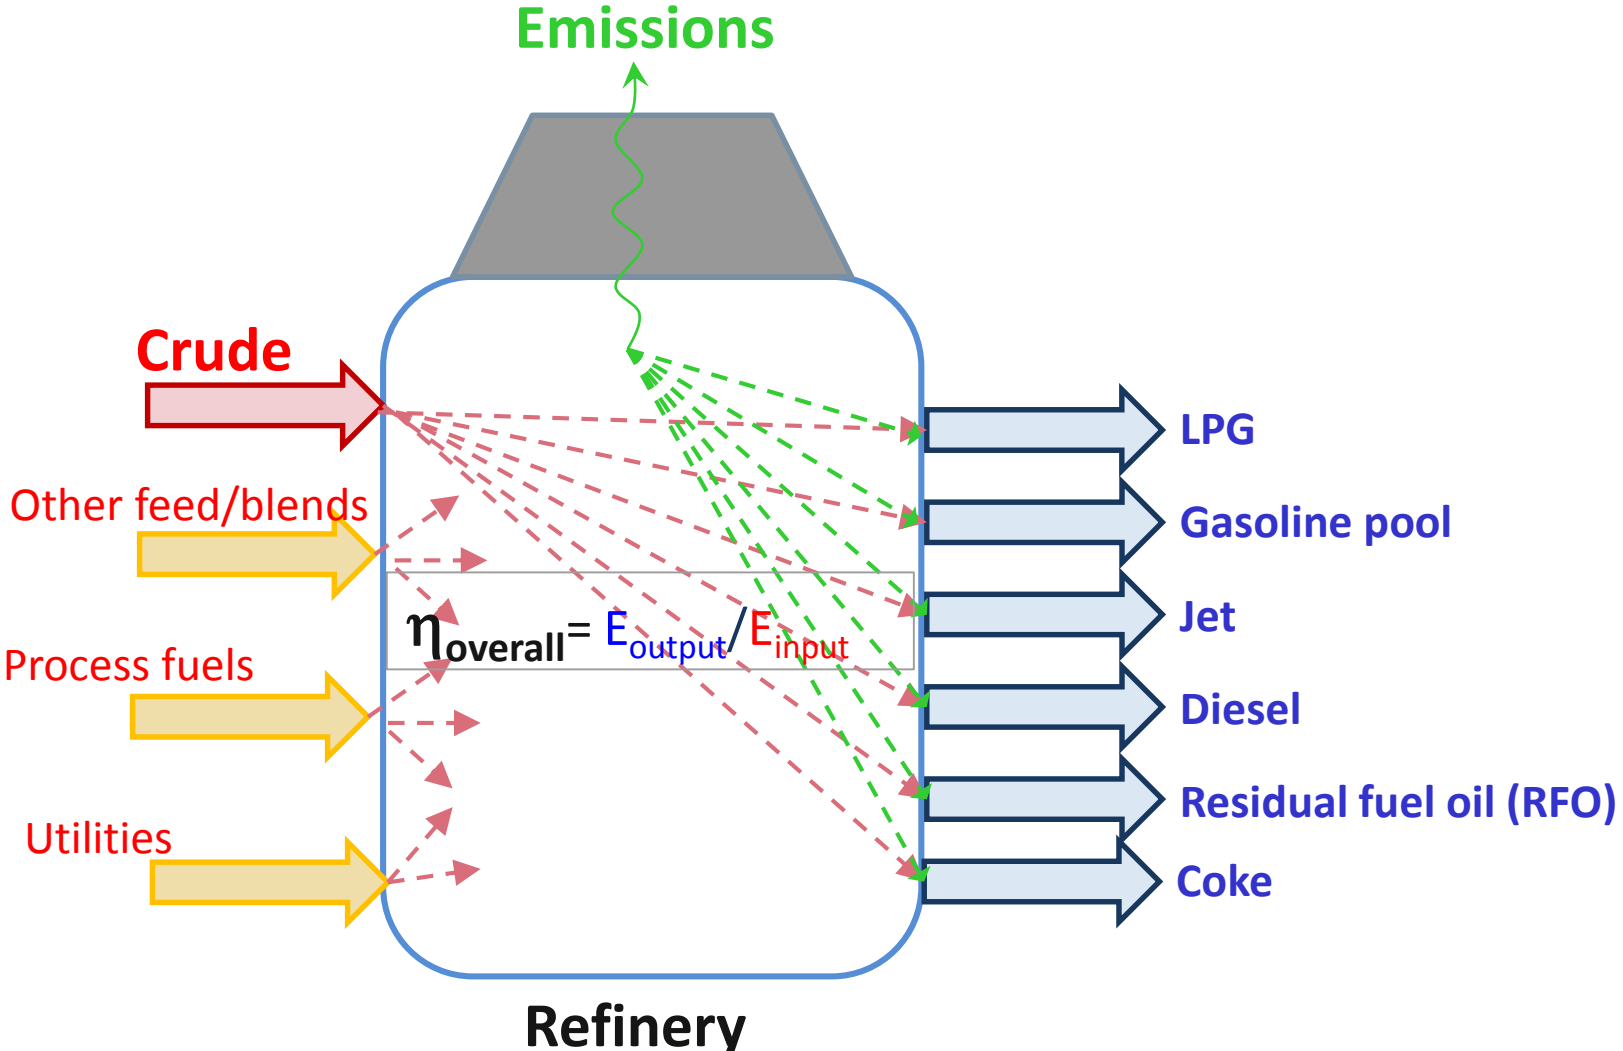 Emissions
Crude
Other feed/blends
Process fuels
Utilities
ηoverall= Eoutput/Einput
LPG
Gasoline pool
Jet
Diesel
Residual fuel oil (RFO)
Coke
Refinery